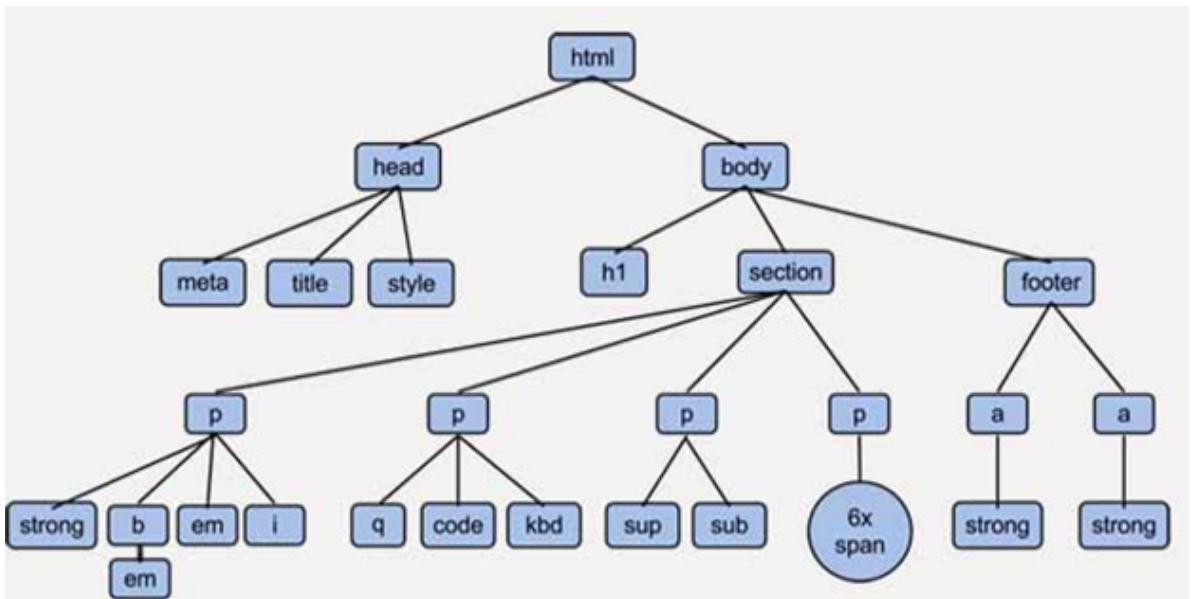 html
head
body
meta
title
style
h1
section
footer
p
p
p
p
a
a
strong
b
em
i
q
code
kbd
sup
sub
6x
span
strong
strong
em